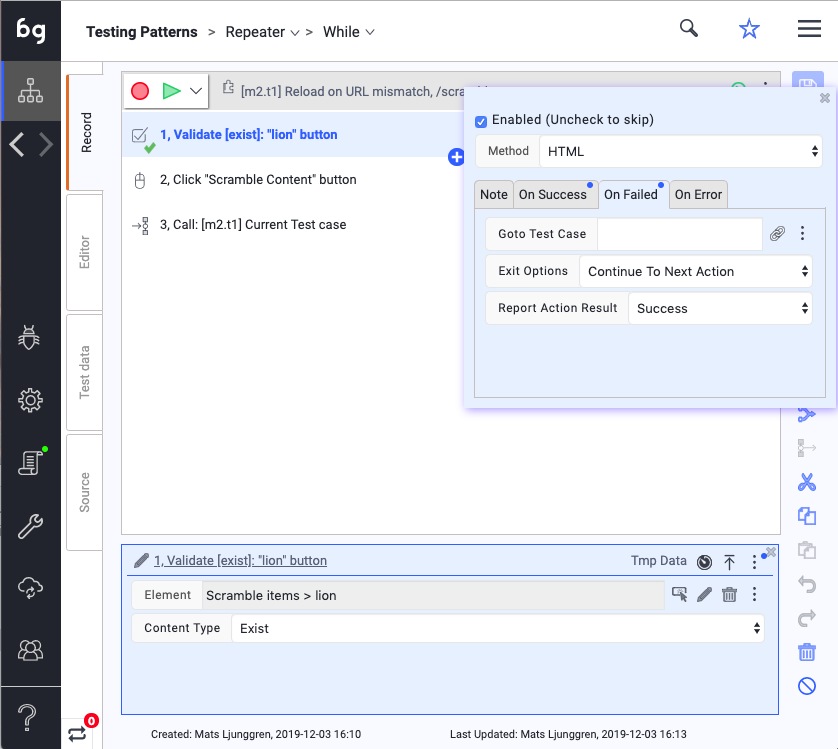 bg
Testing Patterns > Repeater > While
Record
Editor
Test data
Source
[m2.t1] Reload on URL mismatch,
1, Validate [exist]: "lion" button
2, Click "Scramble Content" button
3, Call: [m2.t1] Current Test case
Enabled (Uncheck to skip)
Method HTML
Note On Success On Failed On Error
Goto Test Case
Exit Options Continue To Next Action
Report Action Result Success
1, Validate [exist]: "lion" button Tmp Data
Element Scramble items > lion
Content Type Exist
0
Created: Mats Ljunggren, 2019-12-03 16:10 Last Updated: Mats Ljunggren, 2019-12-03 16:13